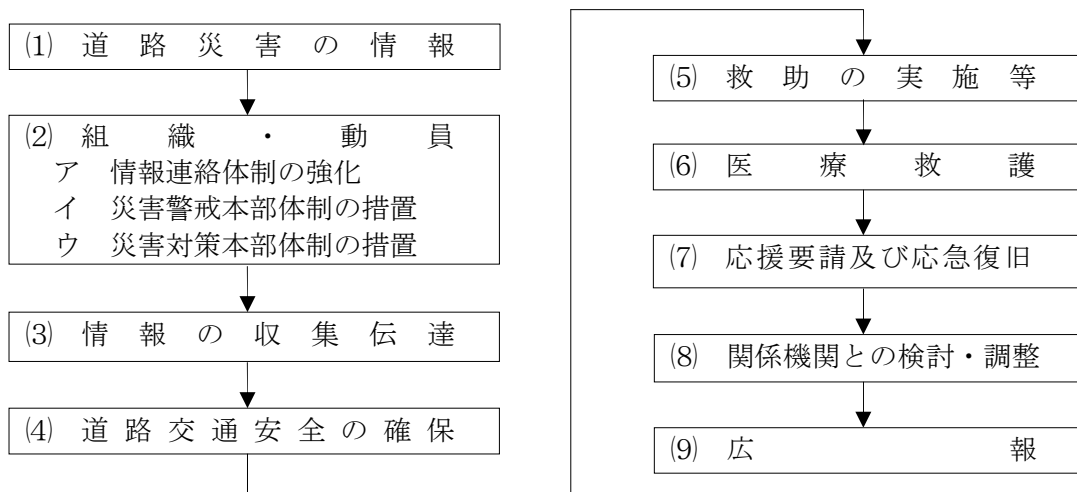 ⑴ 道路災害の情報
⑵ 組織・動員
ア 情報連絡体制の強化
イ 災害警戒本部体制の措置
ウ 災害対策本部体制の措置
⑶ 情報の収集伝達
⑷ 道路交通安全の確保
⑸ 救助の実施等
⑹ 医療救護
⑺ 応援要請及び応急復旧
⑻ 関係機関との検討・調整
⑼ 広報